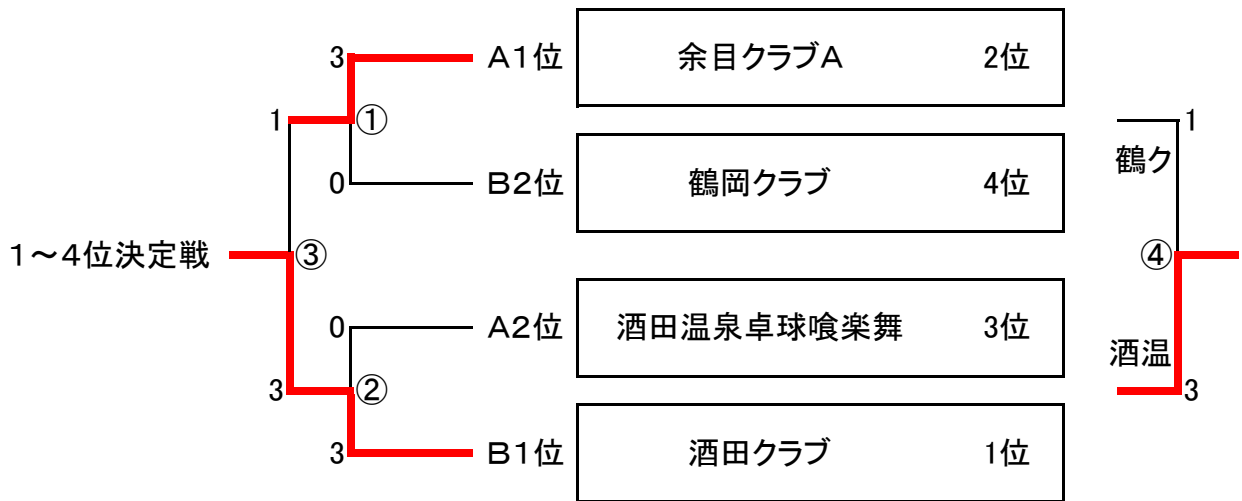 3 A1位 余目クラブA 2位
1 ① 1
鶴ク
0 B2位 鶴岡クラブ 4位
1～4位決定戦 ③ ④
0 A2位 酒田温泉卓球喰楽舞 3位
酒温
3 ② 3
3 B1位 酒田クラブ 1位